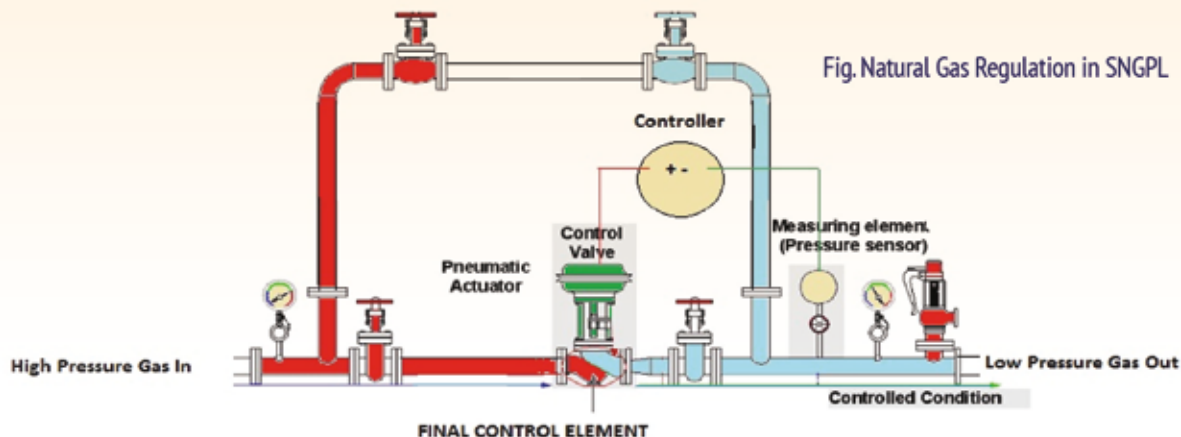 Fig. Natural Gas Regulation in SNGPL
Controller
+ -
Control
Valve
Measuring element
(Pressure sensor)
Pneumatic
Actuator
High Pressure Gas In
Low Pressure Gas Out
Controlled Condition
FINAL CONTROL ELEMENT